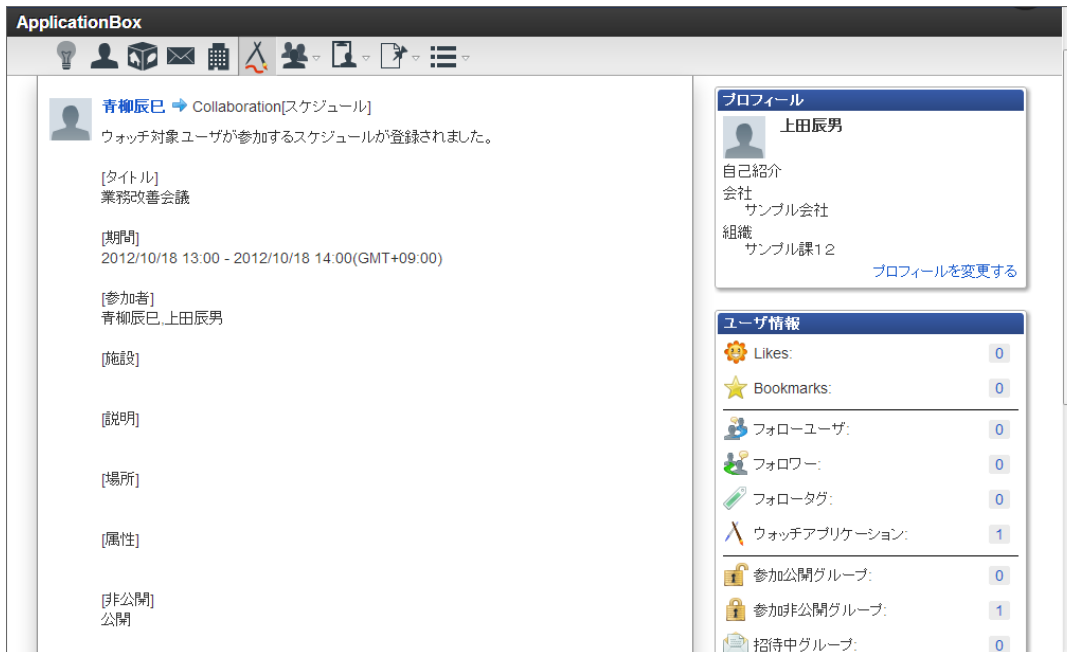 ApplicationBox
青柳辰巳 Collaboration[スケジュール]
ウォッチ対象ユーザが参加するスケジュールが登録されました。
[タイトル]
業務改善会議
[期間]
2012/10/18 13:00 - 2012/10/18 14:00(GMT+09:00)
[参加者]
青柳辰巳,上田辰男
[施設]
[説明]
[場所]
[属性]
[非公開]
公開
プロフィール
上田辰男
自己紹介
会社
サンプル会社
組織
サンプル課12
プロフィールを変更する
ユーザ情報
Likes: 0
Bookmarks: 0
フォローユーザ: 0
フォロワー: 0
フォロータグ: 0
ウォッチアプリケーション: 1
参加公開グループ: 0
参加非公開グループ: 1
招待中グループ: 0